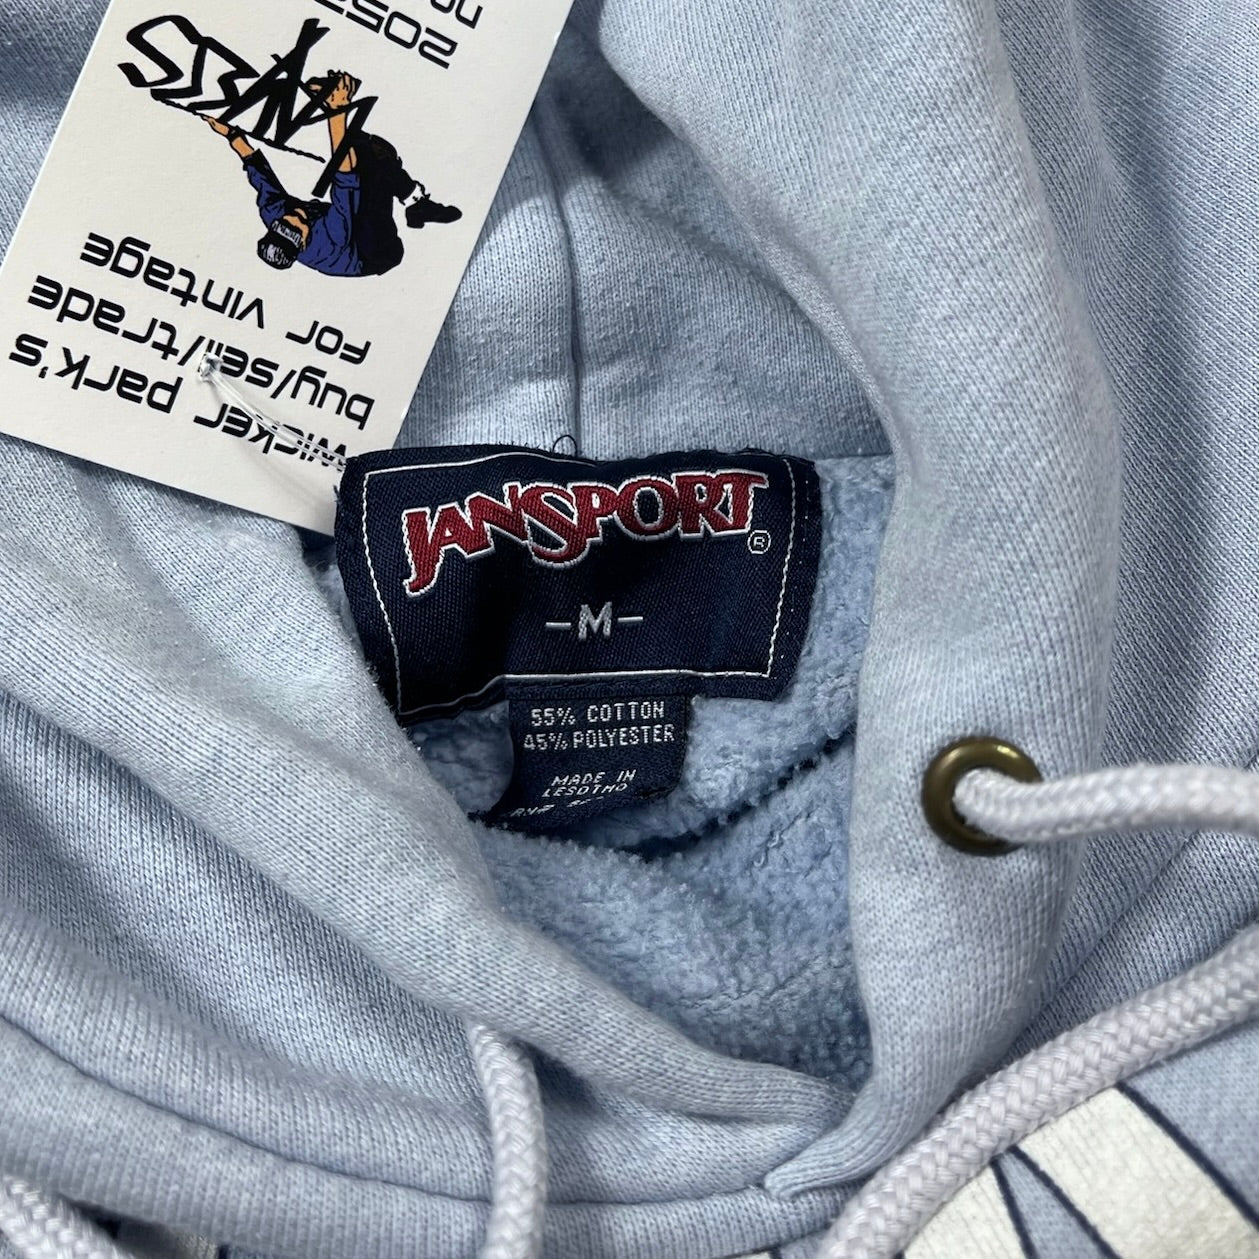 wicker park's
buy/sell/trade
for vintage
JANSPORT®
-M-
55% COTTON
45% POLYESTER
MADE IN
LESOTHO